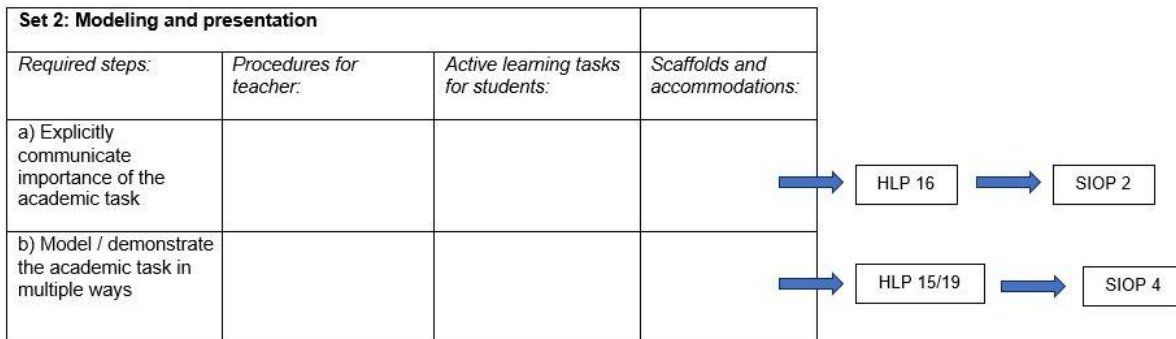 Set 2: Modeling and presentation
Required steps:
Procedures for
teacher:
Active learning tasks
for students:
Scaffolds and
accommodations:
a) Explicitly
communicate
importance of the
academic task
HLP 16
SIOP 2
b) Model / demonstrate
the academic task in
multiple ways
HLP 15/19
SIOP 4